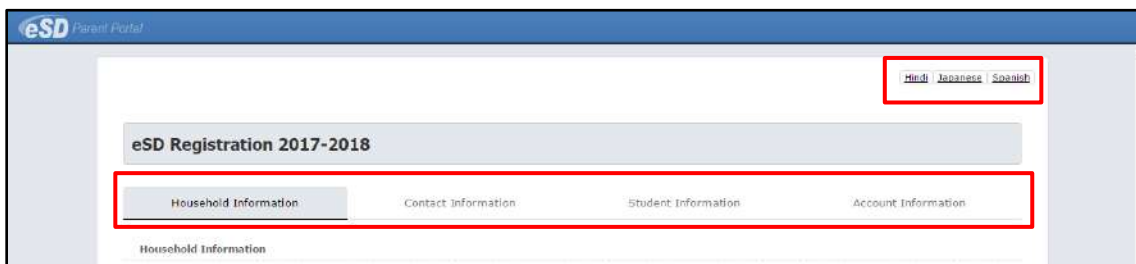 eSD Parent Portal
Hindi Japanese Spanish
eSD Registration 2017-2018
Household Information Contact Information Student Information Account Information
Household Information